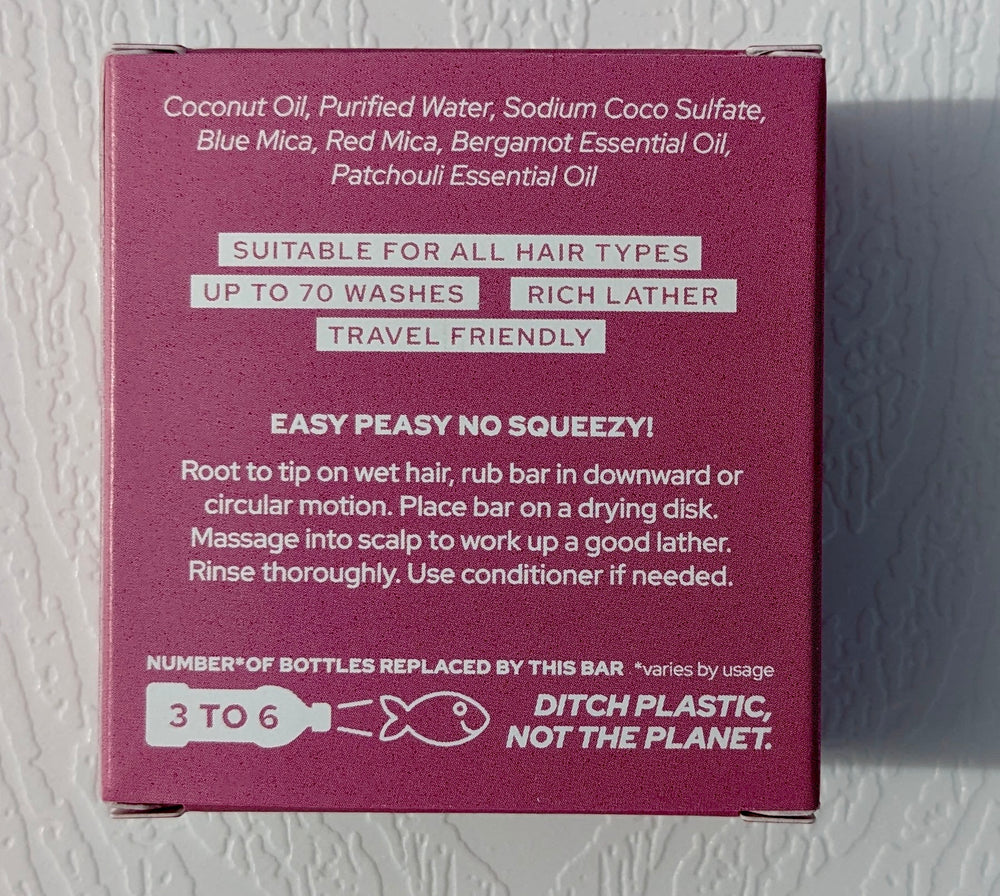 Coconut Oil, Purified Water, Sodium Coco Sulfate,
Blue Mica, Red Mica, Bergamot Essential Oil,
Patchouli Essential Oil
SUITABLE FOR ALL HAIR TYPES
UP TO 70 WASHES RICH LATHER
TRAVEL FRIENDLY
EASY PEASY NO SQUEEZY!
Root to tip on wet hair, rub bar in downward or
circular motion. Place bar on a drying disk.
Massage into scalp to work up a good lather.
Rinse thoroughly. Use conditioner if needed.
NUMBER*OF BOTTLES REPLACED BY THIS BAR *varies by usage
3 TO 6
DITCH PLASTIC,
NOT THE PLANET.